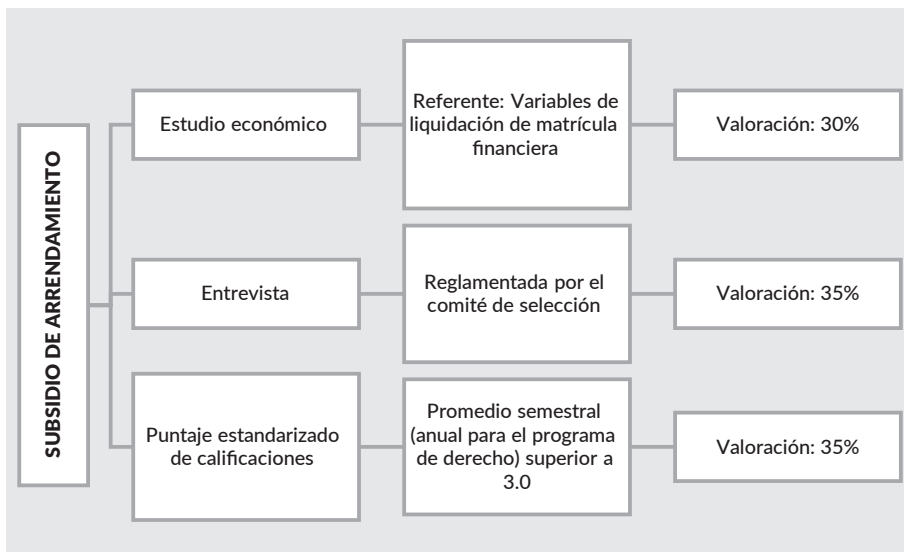 SUBSIDIO DE ARRENDAMIENTO
Estudio económico
Referente: Variables de
liquidación de matrícula
financiera
Valoración: 30%
Entrevista
Reglamentada por el
comité de selección
Valoración: 35%
Puntaje estandarizado
de calificaciones
Promedio semestral
(anual para el programa
de derecho) superior a
3.0
Valoración: 35%